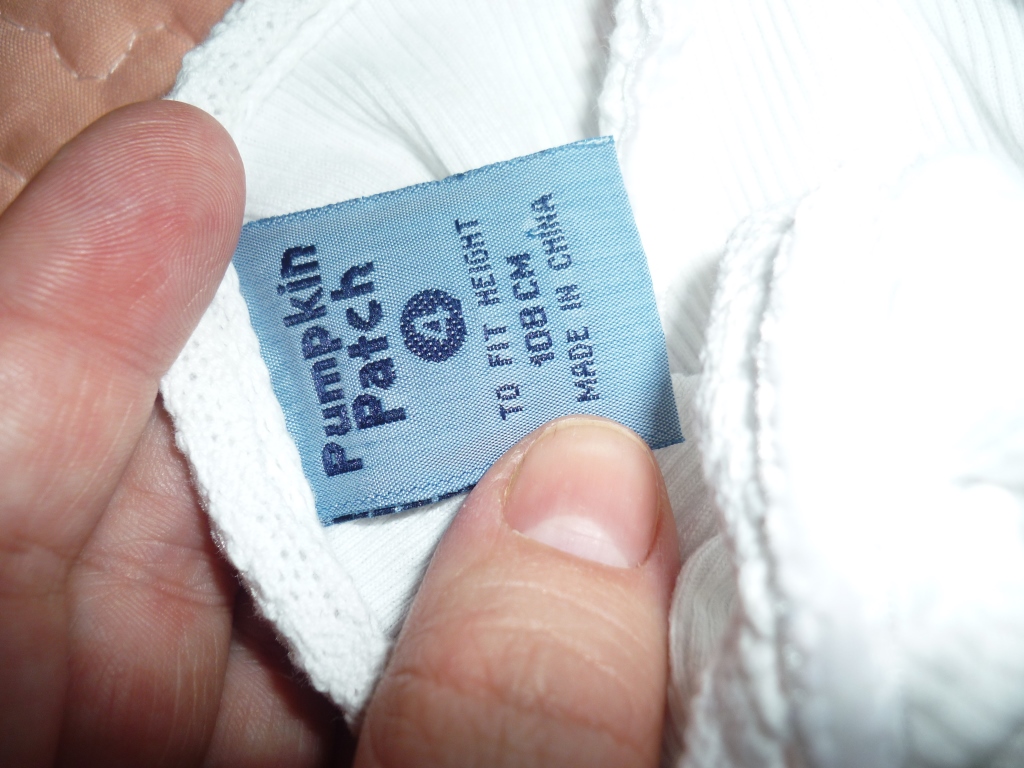 Pumpkin
Patch
4
TO FIT HEIGHT
108 CM
MADE IN CHINA